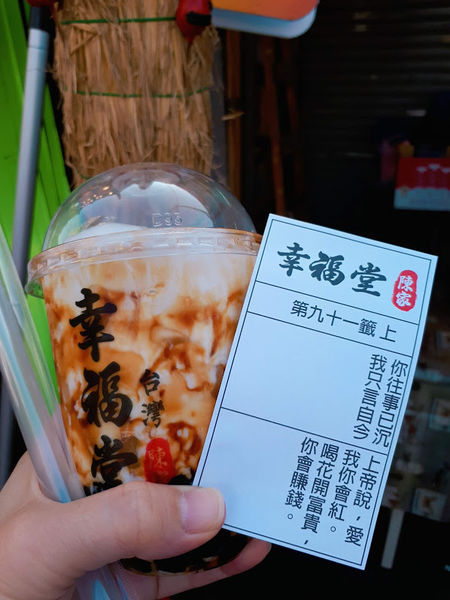 幸福堂
台灣
陳
幸福堂
陳家
第九十一籤 上
你往事已沉
我只言自今
上帝說，愛
我你會紅。
喝花開富貴，
你會賺錢。